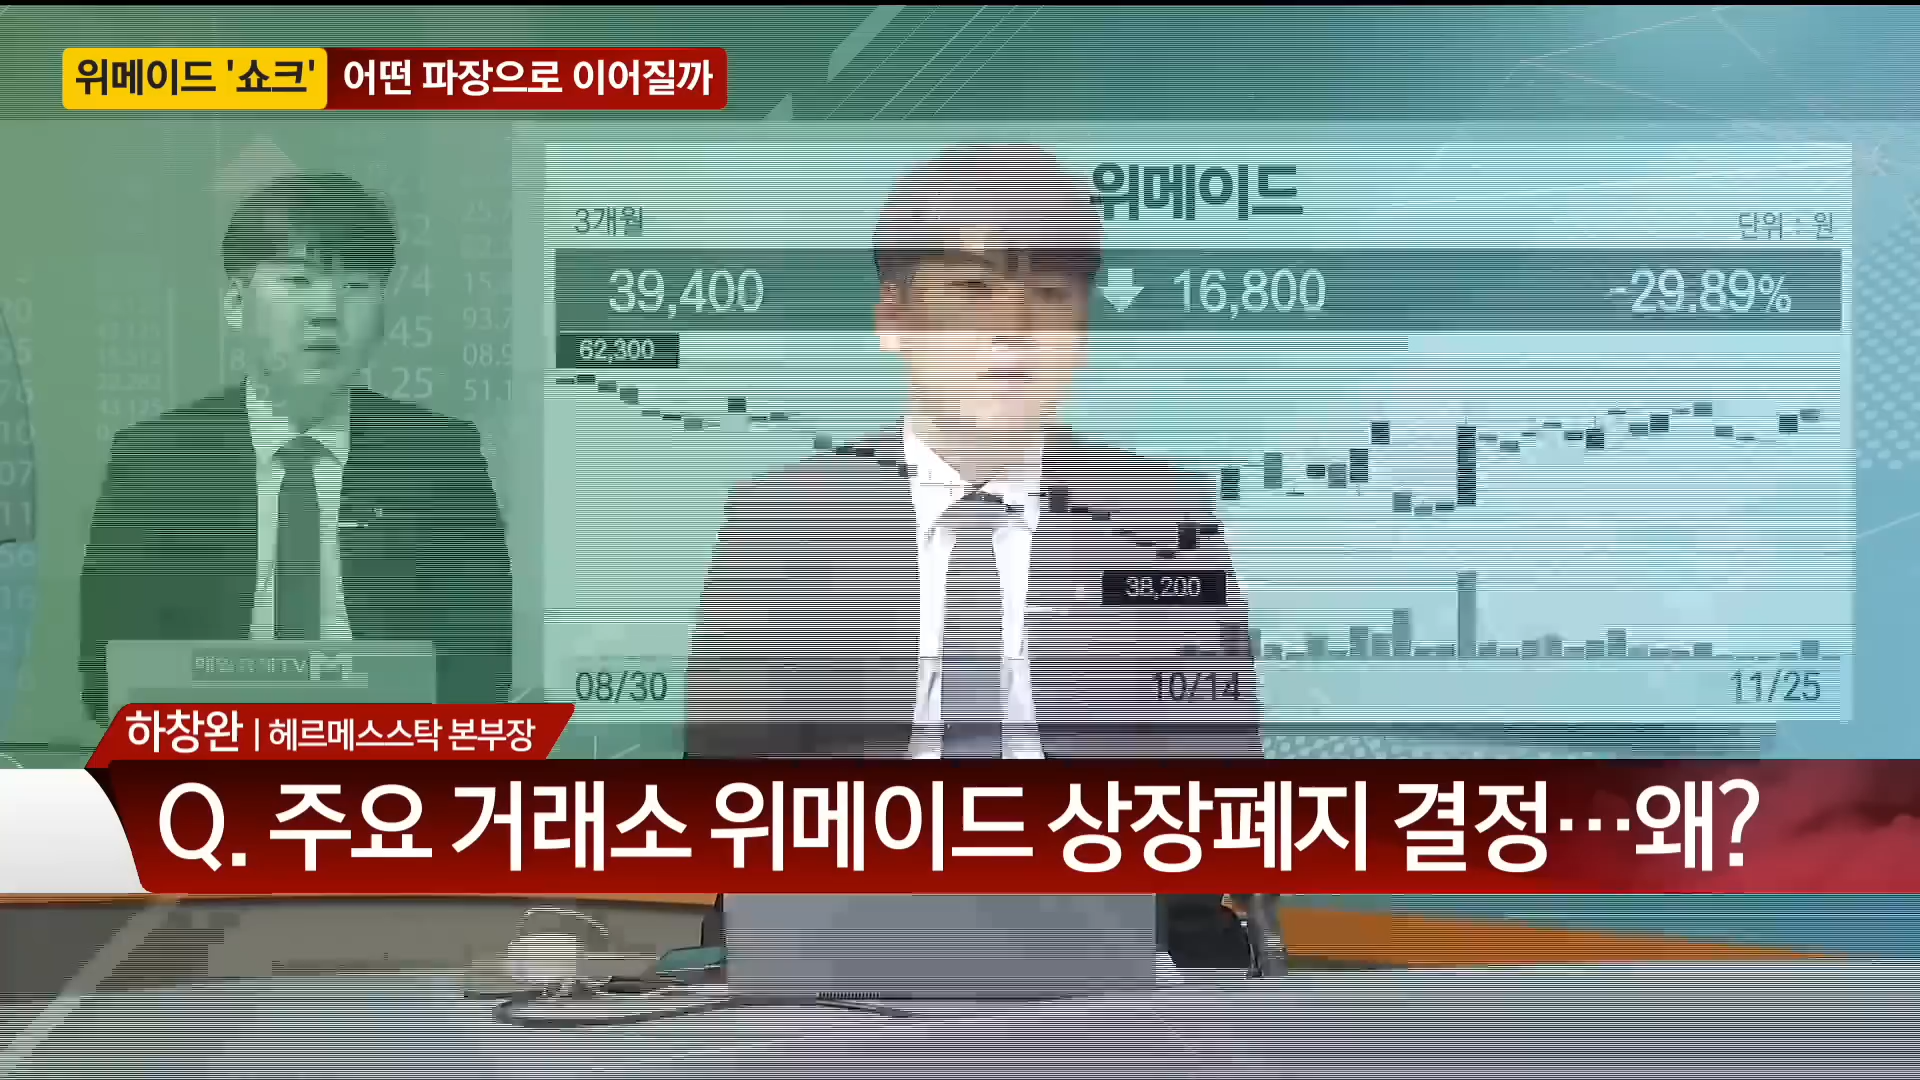 위메이드 '쇼크' 어떤 파장으로 이어질까
위메이드
3개월
단위 : 원
39,400 16,800 -29.89%
62,300
38,200
08/30 10/14 11/25
하창완 | 헤르메스스탁 본부장
Q. 주요 거래소 위메이드 상장폐지 결정…왜?